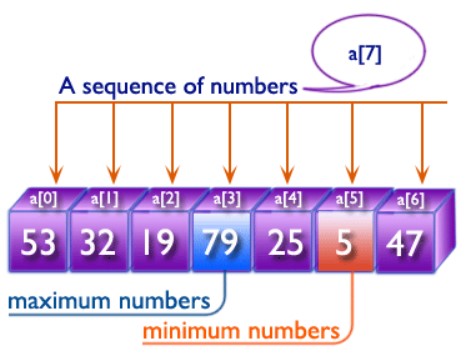 a[7]
A sequence of numbers
a[0] a[1] a[2] a[3] a[4] a[5] a[6]
53 32 19 79 25 5 47
maximum numbers
minimum numbers